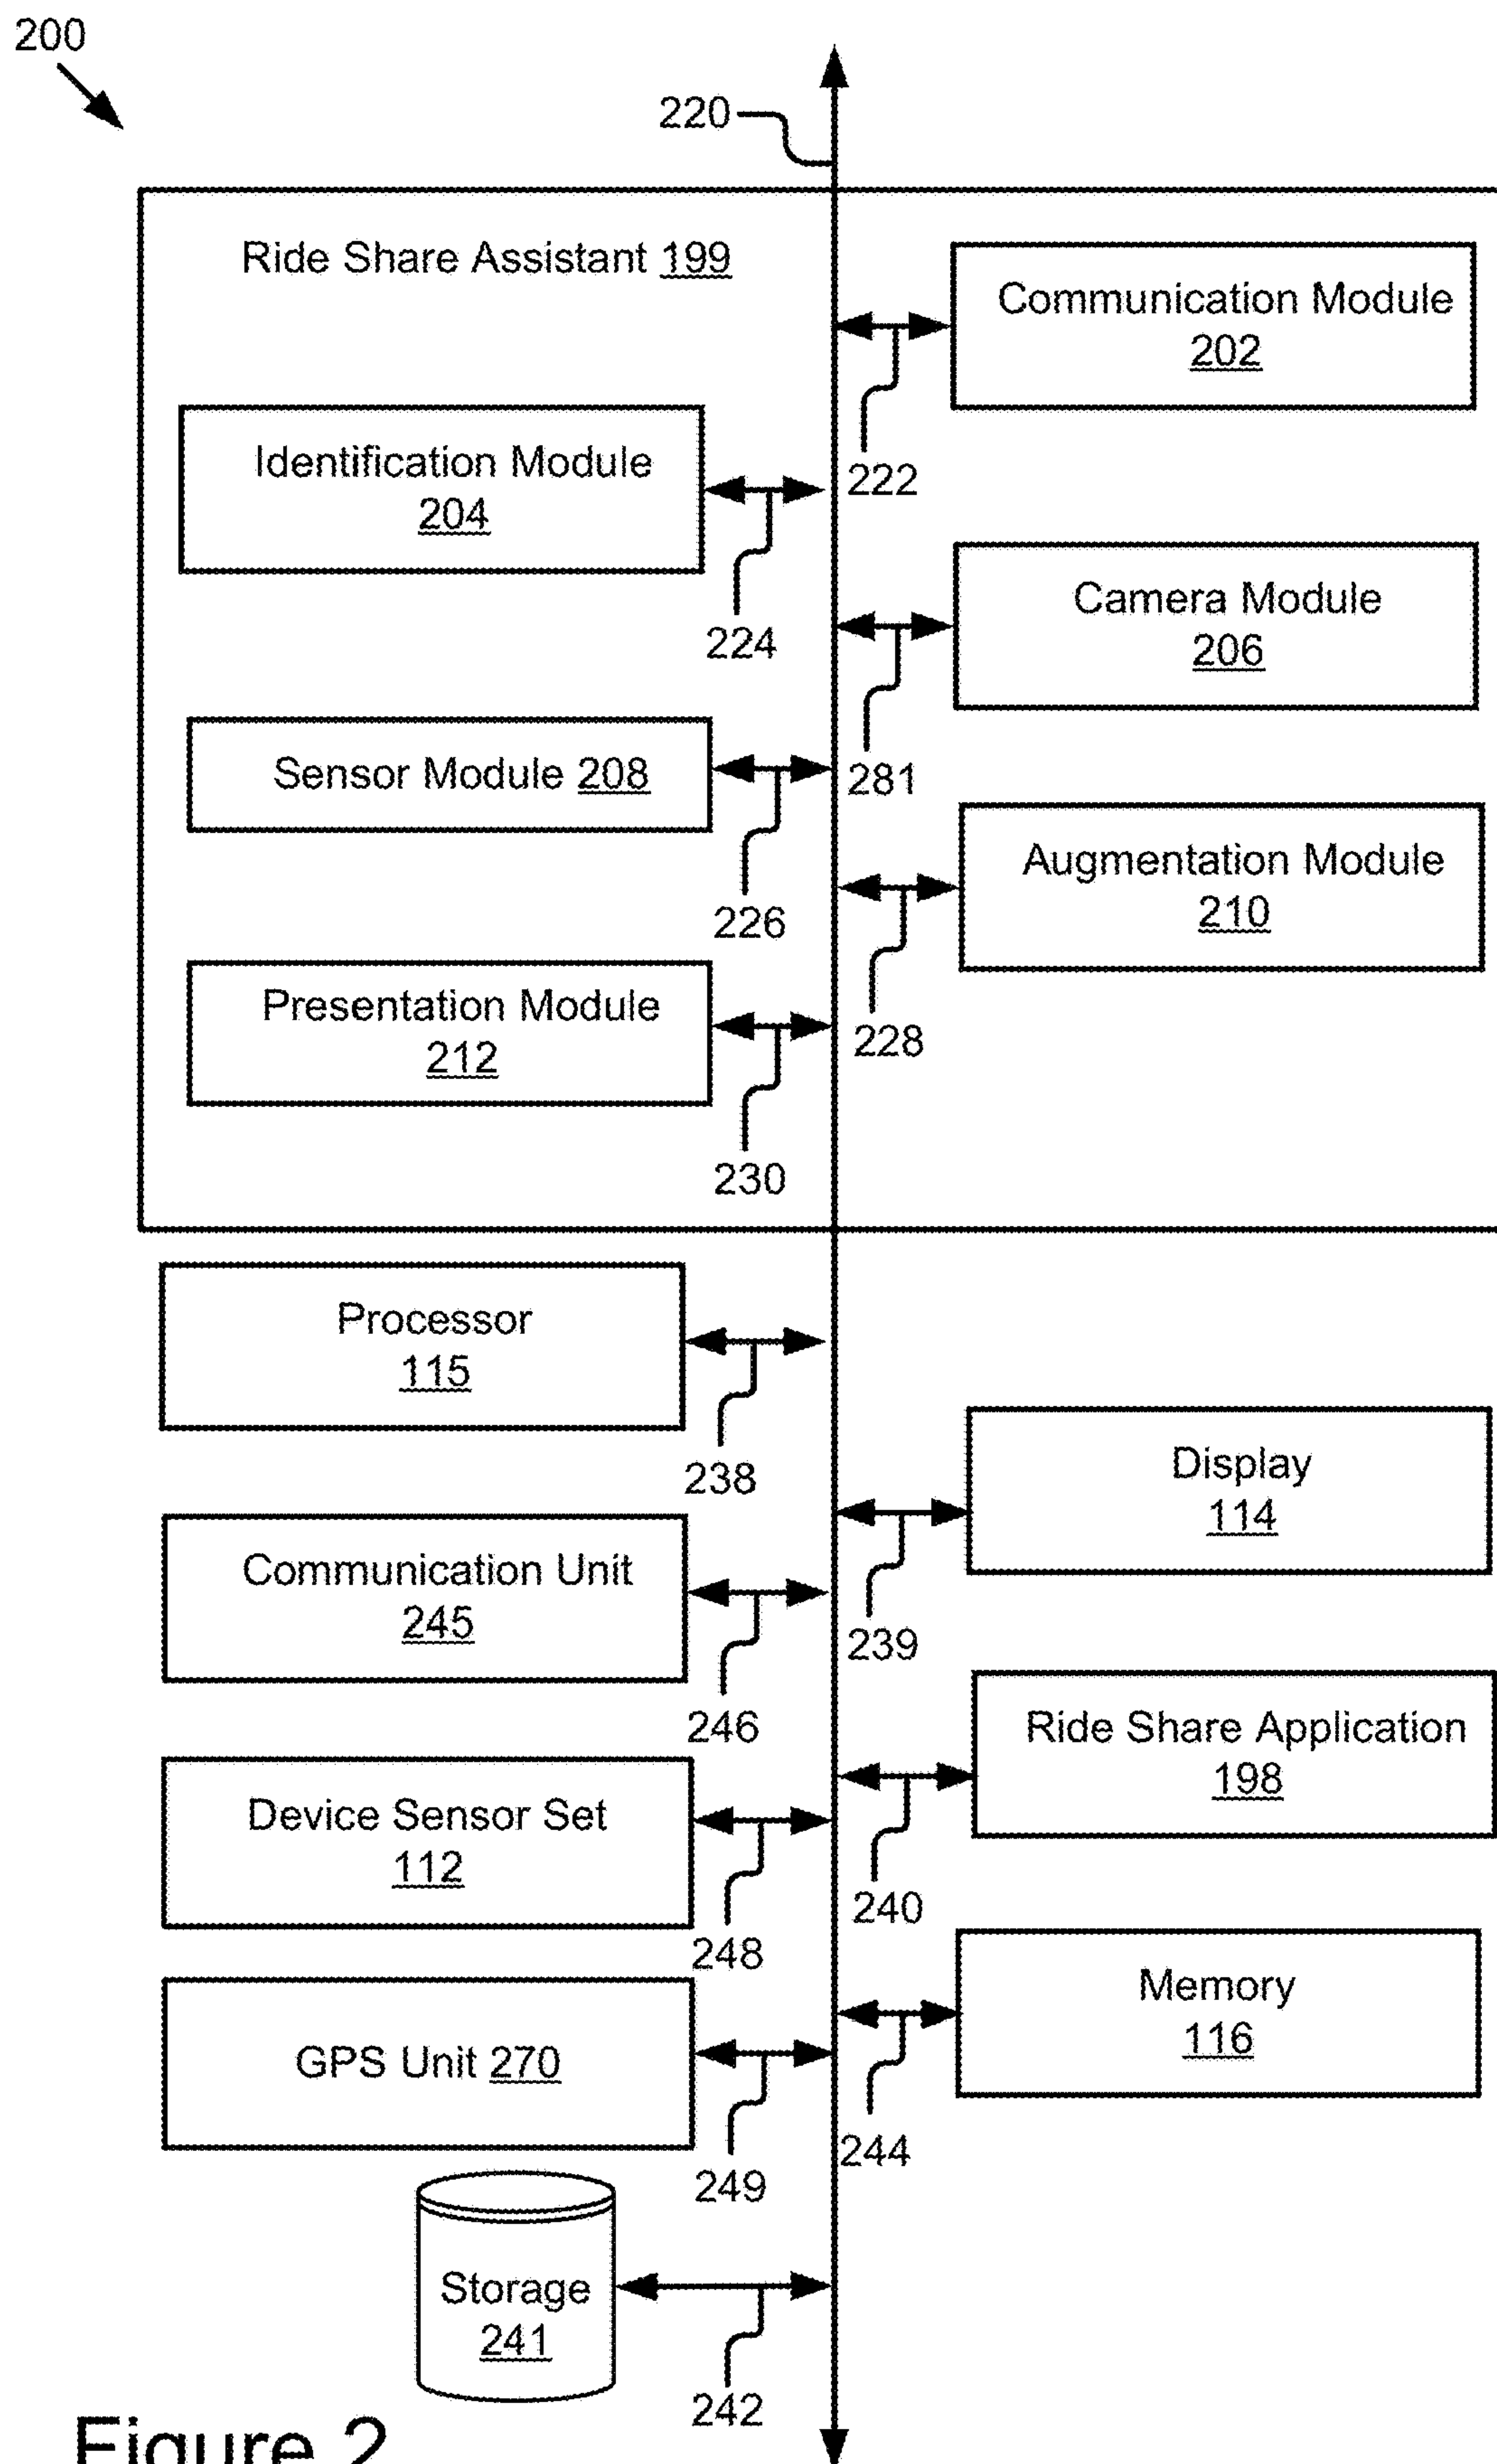 200
220
Ride Share Assistant 199
Communication Module
202
222
Identification Module
204
224
Camera Module
206
281
Sensor Module 208
226
Augmentation Module
210
228
Presentation Module
212
230
Processor
115
238
Display
114
239
Communication Unit
245
246
Ride Share Application
198
240
Device Sensor Set
112
248
Memory
116
244
GPS Unit 270
249
Storage
241
242
Figure 2